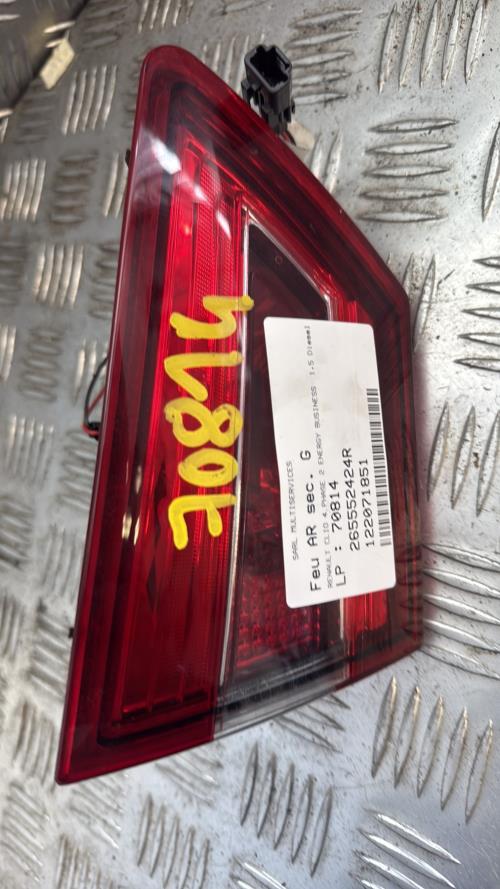 70814
SARL MULTISERVICES
Feu AR sec. G
RENAULT CLIO 4 PHASE 2 ENERGY BUSINESS 1.5 Diesel
LP : 70814
265552424R
122071851